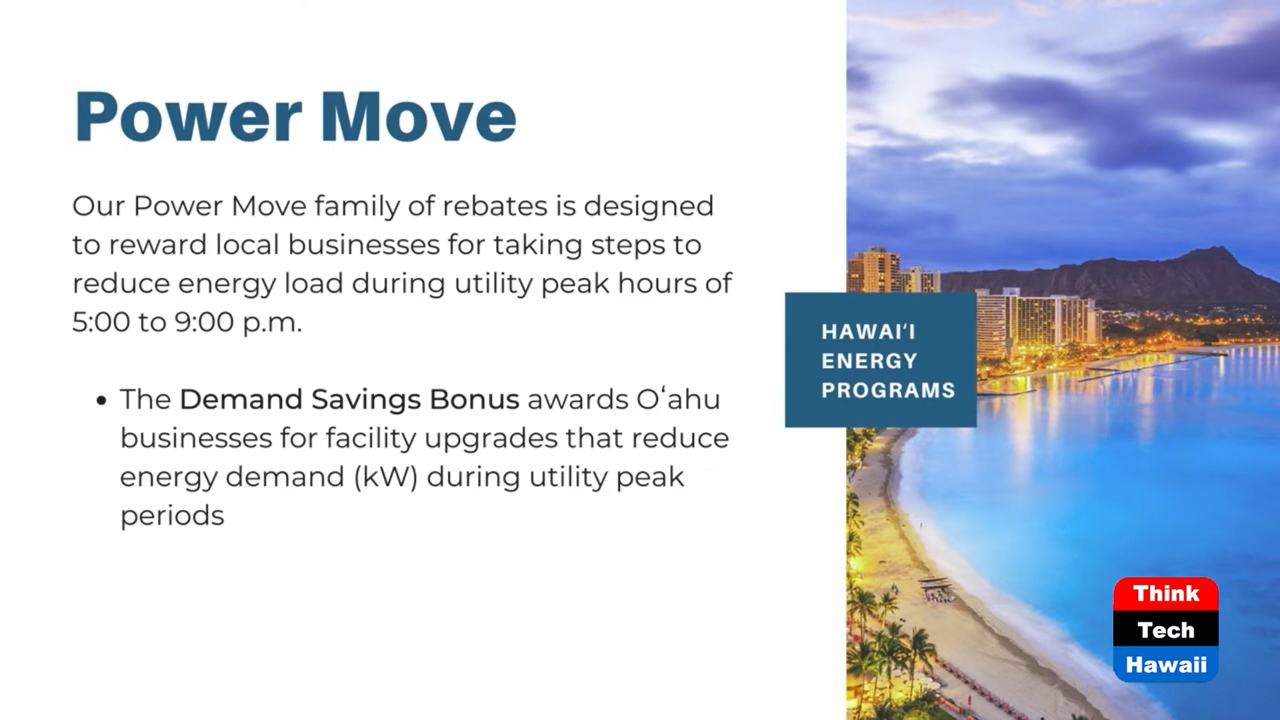 Power Move
Our Power Move family of rebates is designed
to reward local businesses for taking steps to
reduce energy load during utility peak hours of
5:00 to 9:00 p.m.
• The Demand Savings Bonus awards Oʻahu
businesses for facility upgrades that reduce
energy demand (kW) during utility peak
periods
HAWAIʻI
ENERGY
PROGRAMS
Think
Tech
Hawaii